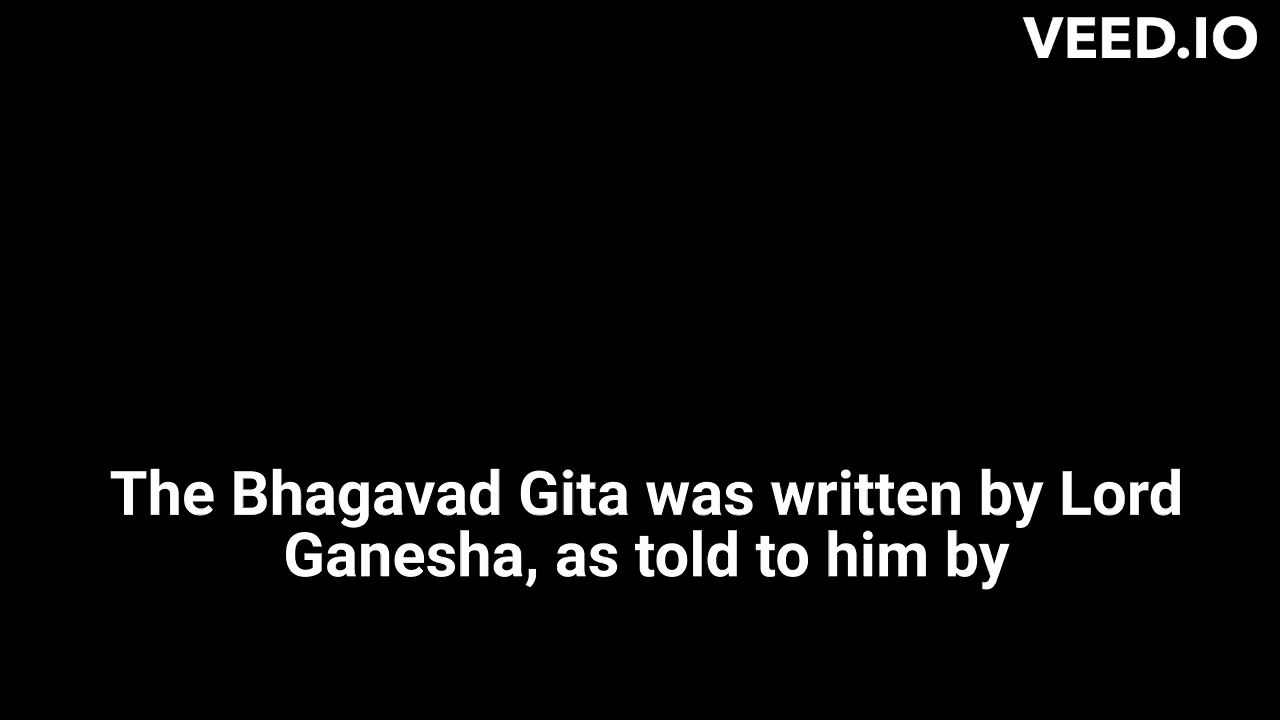 VEED.IO
The Bhagavad Gita was written by Lord
Ganesha, as told to him by